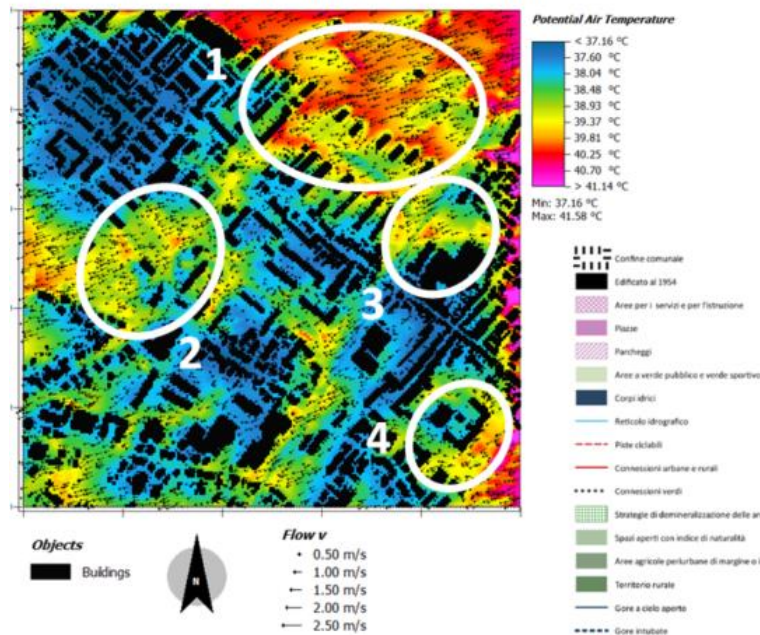 1
2
3
4
Potential Air Temperature
< 37.16 °C
37.60 °C
38.04 °C
38.48 °C
38.93 °C
39.37 °C
39.81 °C
40.25 °C
40.70 °C
> 41.14 °C
Min: 37.16 °C
Max: 41.58 °C
Confine comunale
Edificato al 1954
Aree per i servizi e per l'istruzione
Piazze
Parcheggi
Aree a verde pubblico e verde sportivo
Corpi idrici
Reticolo idrografico
Piste ciclabili
Connessioni urbane e rurali
Connessioni verdi
Strategie di demineralizzazione delle ar
Spazi aperti con indice di naturalità
Aree agricole periurbane di margine o i
Territorio rurale
Gore a cielo aperto
Gore intubate
Objects
Buildings
N
Flow v
0.50 m/s
1.00 m/s
1.50 m/s
2.00 m/s
2.50 m/s